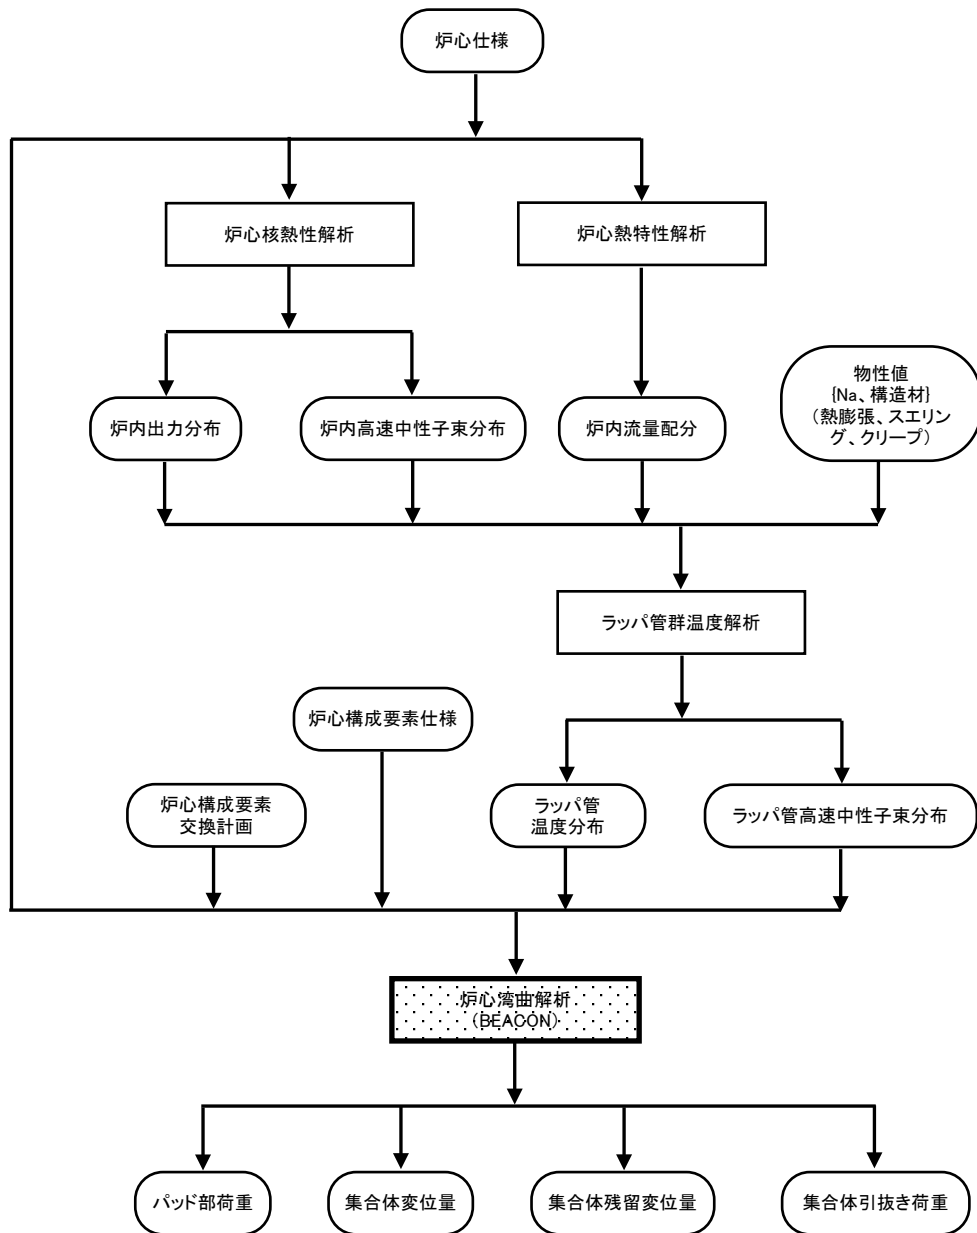 炉心仕様
炉心核熱性解析
炉心熱特性解析
物性値
{Na、構造材}
（熱膨張、スエリン
グ、クリープ）
炉内出力分布
炉内高速中性子束分布
炉内流量配分
ラッパ管群温度解析
炉心構成要素仕様
炉心構成要素
交換計画
ラッパ管
温度分布
ラッパ管高速中性子束分布
炉心湾曲解析
（BEACON）
パッド部荷重
集合体変位量
集合体残留変位量
集合体引抜き荷重